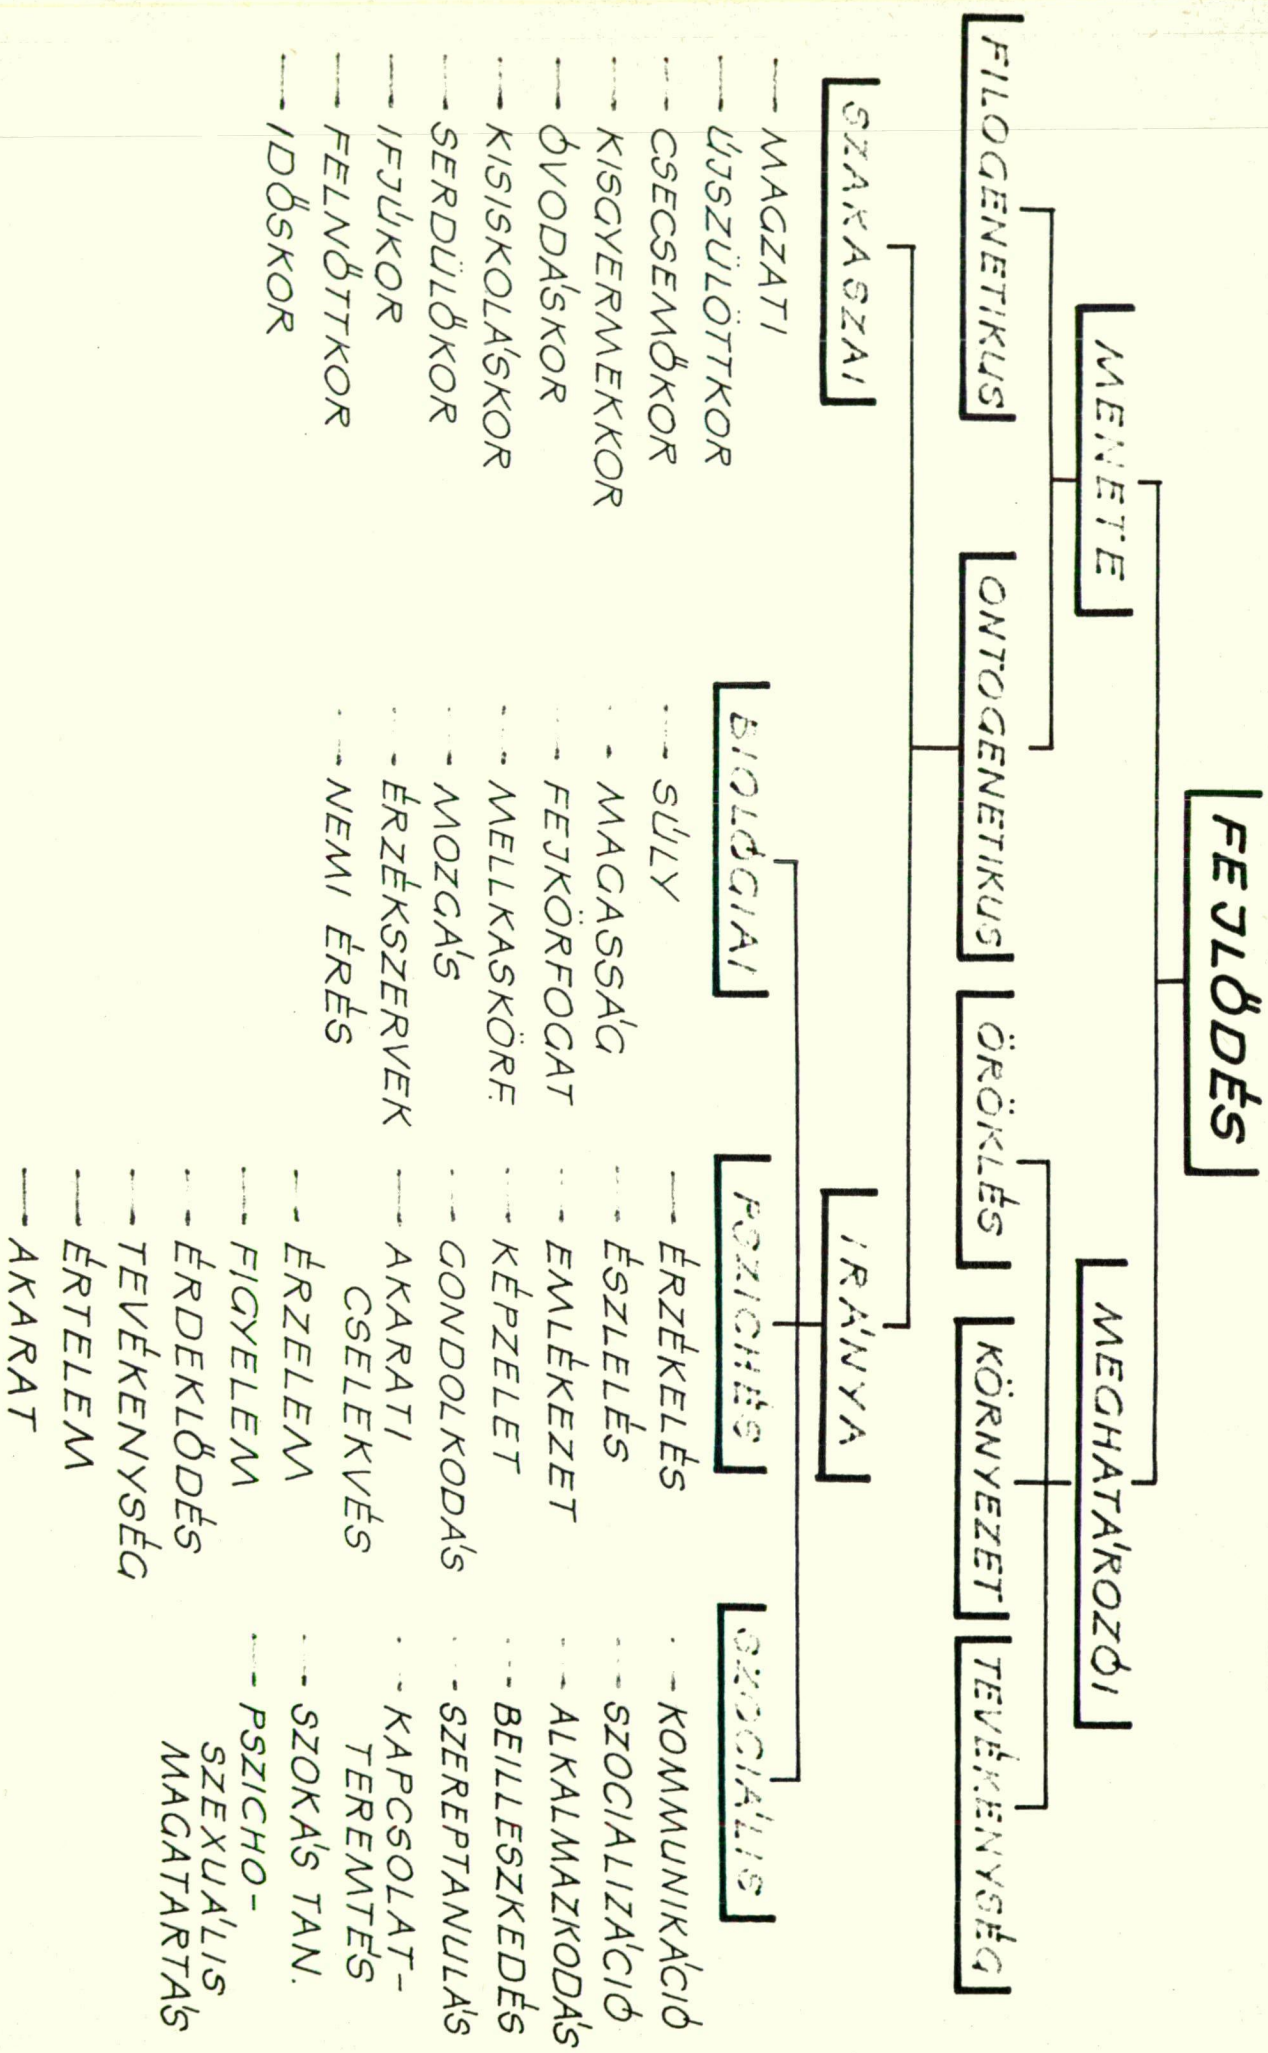 FEJLŐDÉS
MENETE
MEGHATÁROZÓI
FILOGENETIKUS
ONTOGENETIKUS
ÖRÖKLÉS
KÖRNYEZET
TEVÉKENYSÉG
SZAKASZAI
IRÁNYA
MAGZATI
ÚJSZÜLÖTTKOR
CSECSEMŐKOR
KISGYERMEKKOR
ÓVODÁSKOR
KISISKOLÁSKOR
SERDÜLŐKOR
IFJÚKOR
FELNŐTTKOR
IDŐSKOR
BIOLÓGIAI
SÚLY
MAGASSÁG
FEJKÖRFOGAT
MELLKASKÖRF.
MOZGÁS
ÉRZÉKSZERVEK
NEMI ÉRÉS
PSZICHÉS
ÉRZÉKELÉS
ÉSZLELÉS
EMLÉKEZET
KÉPZELET
GONDOLKODÁS
AKARATI
CSELEKVÉS
ÉRZELEM
FIGYELEM
ÉRDEKLŐDÉS
TEVÉKENYSÉG
ÉRTELEM
AKARAT
SZOCIÁLIS
KOMMUNIKÁCIÓ
SZOCIALIZÁCIÓ
ALKALMAZKODÁS
BEILLESZKEDÉS
SZEREPTANULÁS
KAPCSOLAT-
TEREMTÉS
SZOKÁS TAN.
PSZICHO-
SZEXUÁLIS
MAGATARTÁS